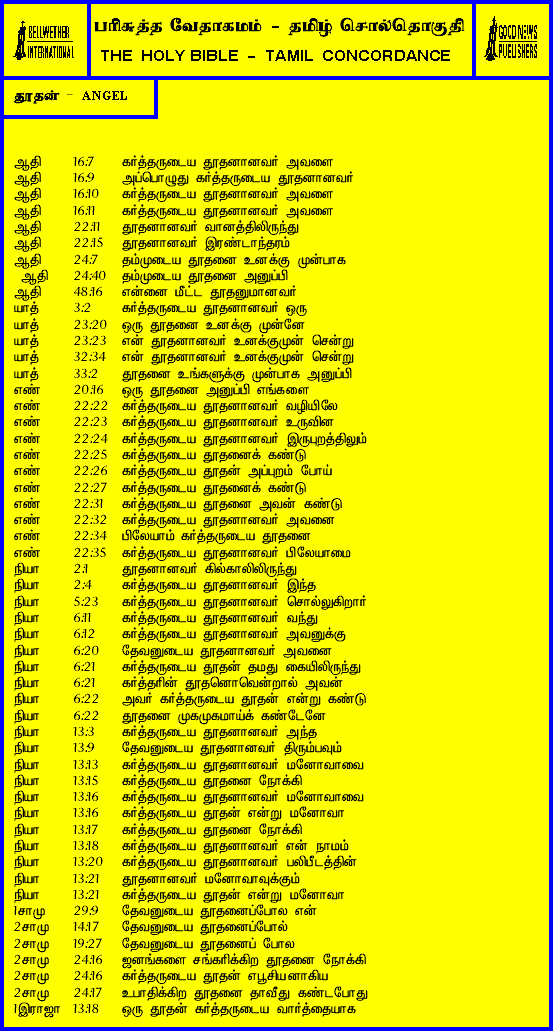 BELLWETHER
INTERNATIONAL
பரிசுத்த வேதாகமம் - தமிழ் சொல்தொகுதி
THE HOLY BIBLE - TAMIL CONCORDANCE
GOOD NEWS
PUBLISHERS
தூதன் - ANGEL
ஆதி 16:7 கர்த்தருடைய தூதனானவர் அவளை
ஆதி 16:9 அப்பொழுது கர்த்தருடைய தூதனானவர்
ஆதி 16:10 கர்த்தருடைய தூதனானவர் அவளை
ஆதி 16:11 கர்த்தருடைய தூதனானவர் அவளை
ஆதி 22:11 தூதனானவர் வானத்திலிருந்து
ஆதி 22:15 தூதனானவர் இரண்டாந்தரம்
ஆதி 24:7 தம்முடைய தூதனை உனக்கு முன்பாக
ஆதி 24:40 தம்முடைய தூதனை அனுப்பி
ஆதி 48:16 என்னை மீட்ட தூதனுமானவர்
யாத் 3:2 கர்த்தருடைய தூதனானவர் ஒரு
யாத் 23:20 ஒரு தூதனை உனக்கு முன்னே
யாத் 23:23 என் தூதனானவர் உனக்குமுன் சென்று
யாத் 32:34 என் தூதனானவர் உனக்குமுன் சென்று
யாத் 33:2 தூதனை உங்களுக்கு முன்பாக அனுப்பி
எண் 20:16 ஒரு தூதனை அனுப்பி எங்களை
எண் 22:22 கர்த்தருடைய தூதனானவர் வழியிலே
எண் 22:23 கர்த்தருடைய தூதனானவர் உருவின
எண் 22:24 கர்த்தருடைய தூதனானவர் இருபுறத்திலும்
எண் 22:25 கர்த்தருடைய தூதனைக் கண்டு
எண் 22:26 கர்த்தருடைய தூதன் அப்புறம் போய்
எண் 22:27 கர்த்தருடைய தூதனைக் கண்டு
எண் 22:31 கர்த்தருடைய தூதனை அவன் கண்டு
எண் 22:32 கர்த்தருடைய தூதனானவர் அவனை
எண் 22:34 பிலேயாம் கர்த்தருடைய தூதனை
எண் 22:35 கர்த்தருடைய தூதனானவர் பிலேயாமை
நியா 2:1 தூதனானவர் கில்காலிலிருந்து
நியா 2:4 கர்த்தருடைய தூதனானவர் இந்த
நியா 5:23 கர்த்தருடைய தூதனானவர் சொல்லுகிறார்
நியா 6:11 கர்த்தருடைய தூதனானவர் வந்து
நியா 6:12 கர்த்தருடைய தூதனானவர் அவனுக்கு
நியா 6:20 தேவனுடைய தூதனானவர் அவனை
நியா 6:21 கர்த்தருடைய தூதன் தமது கையிலிருந்து
நியா 6:21 கர்த்தரின் தூதனொவென்றால் அவன்
நியா 6:22 அவர் கர்த்தருடைய தூதன் என்று கண்டு
நியா 6:22 தூதனை முகமுகமாய்க் கண்டேனே
நியா 13:3 கர்த்தருடைய தூதனானவர் அந்த
நியா 13:9 தேவனுடைய தூதனானவர் திரும்பவும்
நியா 13:13 கர்த்தருடைய தூதனானவர் மனோவாவை
நியா 13:15 கர்த்தருடைய தூதனை நோக்கி
நியா 13:16 கர்த்தருடைய தூதனானவர் மனோவாவை
நியா 13:16 கர்த்தருடைய தூதன் என்று மனோவா
நியா 13:17 கர்த்தருடைய தூதனை நோக்கி
நியா 13:18 கர்த்தருடைய தூதனானவர் என் நாமம்
நியா 13:20 கர்த்தருடைய தூதனானவர் பலிபீடத்தின்
நியா 13:21 தூதனானவர் மனோவாவுக்கும்
நியா 13:21 கர்த்தருடைய தூதன் என்று மனோவா
1சாமு 29:9 தேவனுடைய தூதனைப்போல என்
2சாமு 14:17 தேவனுடைய தூதனைப்போல்
2சாமு 19:27 தேவனுடைய தூதனைப் போல
2சாமு 24:16 ஜனங்களை சங்கரிக்கிற தூதனை நோக்கி
2சாமு 24:16 கர்த்தருடைய தூதன் எபூசியனாகிய
2சாமு 24:17 உபாதிக்கிற தூதனை தாவீது கண்டபோது
1இராஜா 13:18 ஒரு தூதன் கர்த்தருடைய வார்த்தையாக